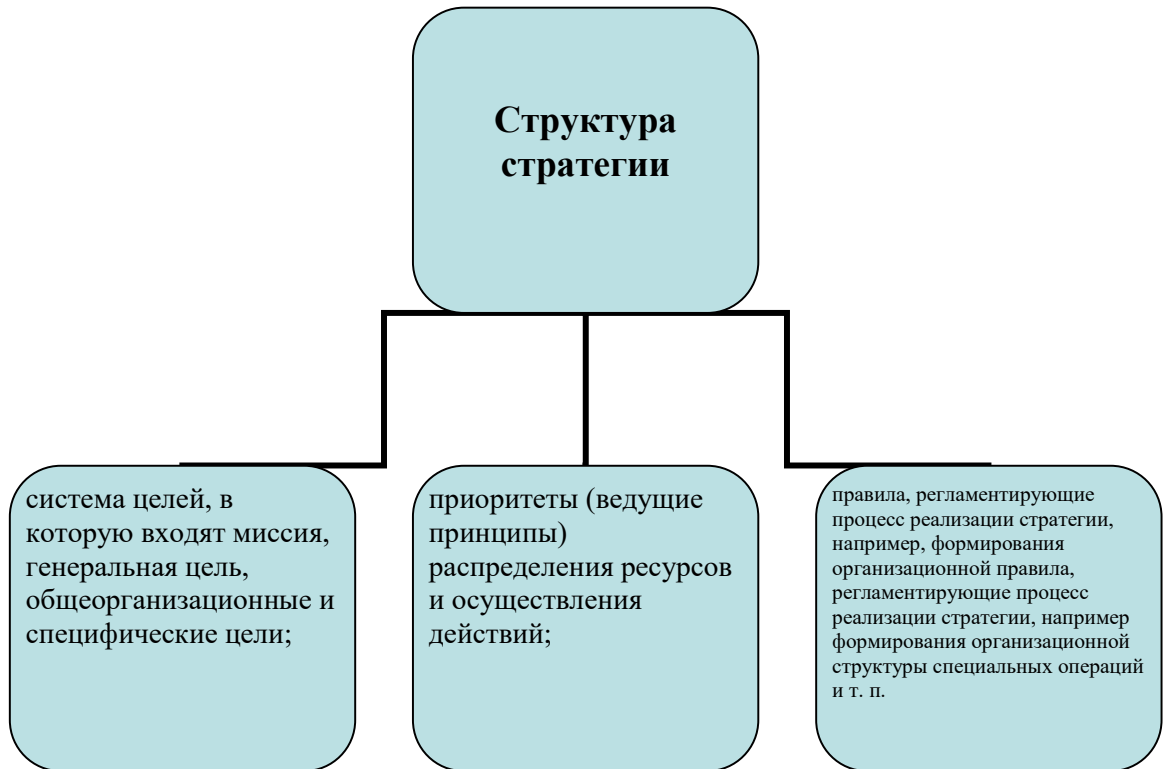 Структура
стратегии
система целей, в
которую входят миссия,
генеральная цель,
общеорганизационные и
специфические цели;
приоритеты (ведущие
принципы)
распределения ресурсов
и осуществления
действий;
правила, регламентирующие
процесс реализации стратегии,
например, формирования
организационной правила,
регламентирующие процесс
реализации стратегии, например
формирования организационной
структуры специальных операций
и т. п.